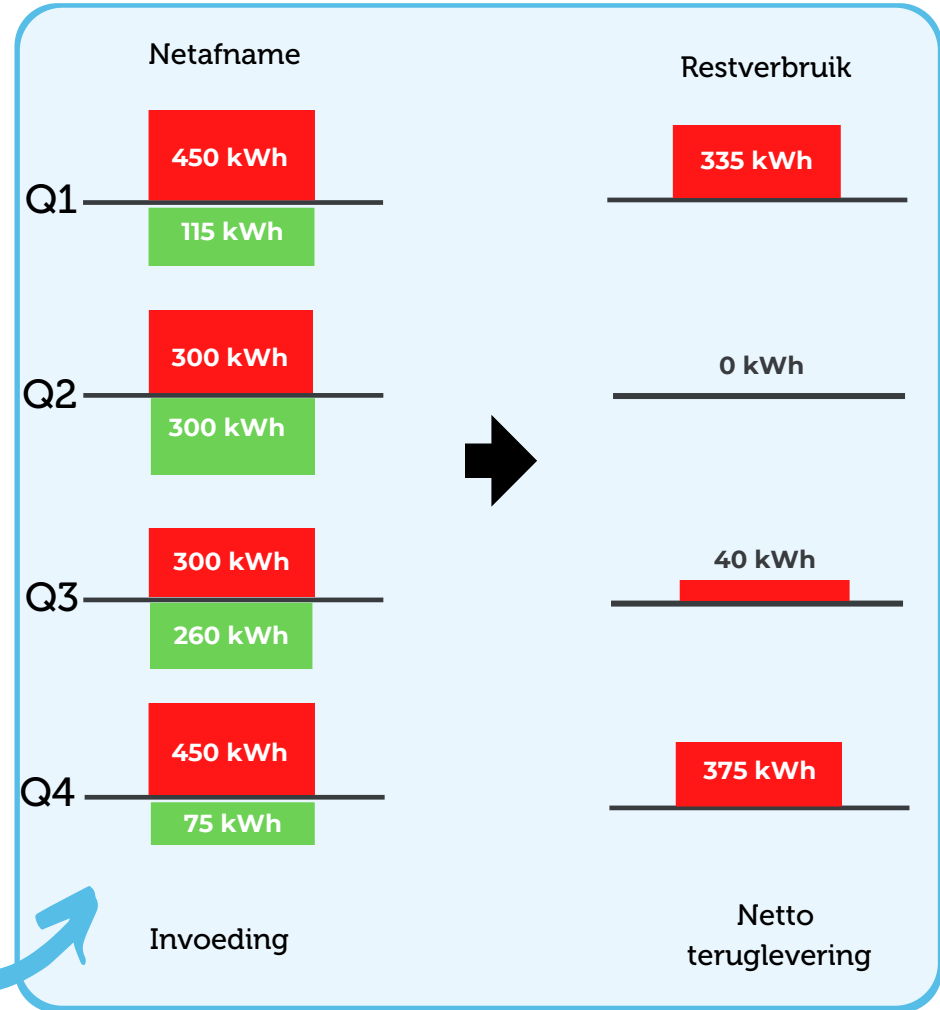 Netafname
Restverbruik
Q1
450 kWh
115 kWh
335 kWh
Q2
300 kWh
300 kWh
0 kWh
Q3
300 kWh
260 kWh
40 kWh
Q4
450 kWh
75 kWh
375 kWh
Invoeding
Netto
teruglevering